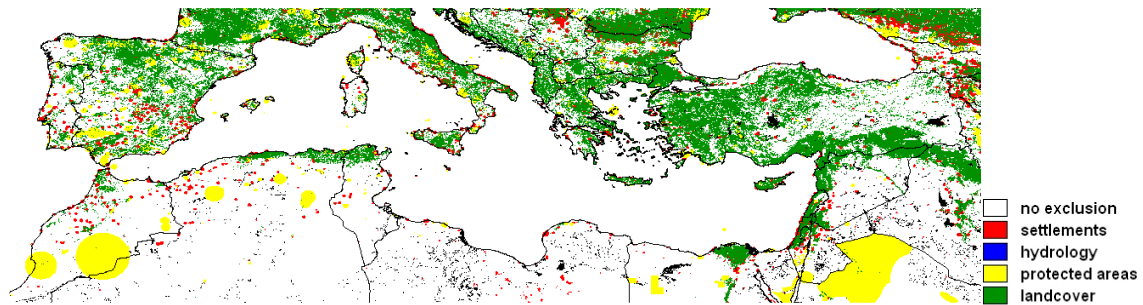 no exclusion
settlements
hydrology
protected areas
landcover